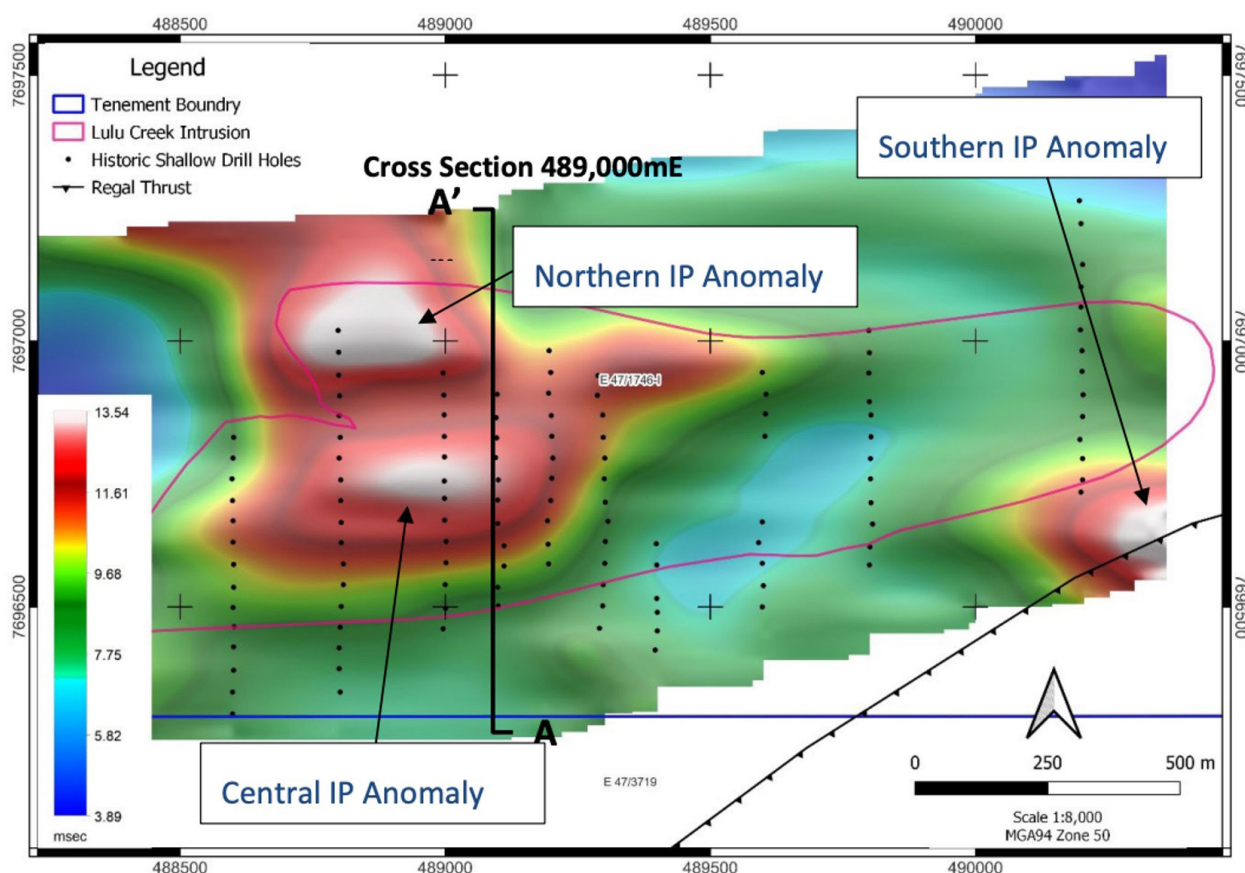 488500 489000 489500 490000
7697500
7697500
Legend
Tenement Boundry
Lulu Creek Intrusion
Historic Shallow Drill Holes
Regal Thrust
Southern IP Anomaly
Cross Section 489,000mE
A'
Northern IP Anomaly
7697000
7697000
E 47/1746-I
13.54
11.61
9.68
7.75
5.82
3.89
msec
7696500
7696500
A
Central IP Anomaly
E 47/3719
0 250 500 m
Scale 1:8,000
MGA94 Zone 50
488500 489000 489500 490000